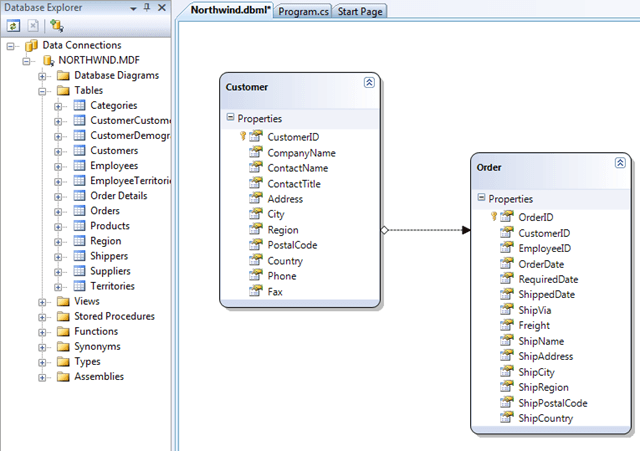 Database Explorer
Data Connections
NORTHWND.MDF
Database Diagrams
Tables
Categories
CustomerCustome
CustomerDemogra
Customers
Employees
EmployeeTerritorie
Order Details
Orders
Products
Region
Shippers
Suppliers
Territories
Views
Stored Procedures
Functions
Synonyms
Types
Assemblies
Northwind.dbml* Program.cs Start Page
Customer
Properties
CustomerID
CompanyName
ContactName
ContactTitle
Address
City
Region
PostalCode
Country
Phone
Fax
Order
Properties
OrderID
CustomerID
EmployeeID
OrderDate
RequiredDate
ShippedDate
ShipVia
Freight
ShipName
ShipAddress
ShipCity
ShipRegion
ShipPostalCode
ShipCountry